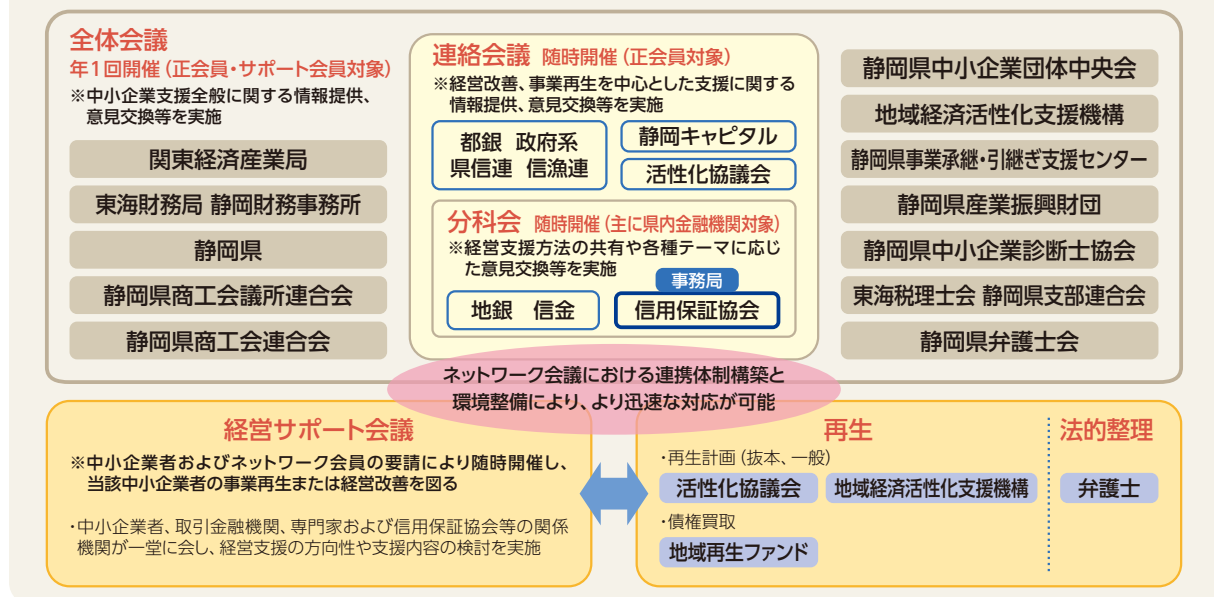 全体会議
年1回開催（正会員・サポート会員対象）
※中小企業支援全般に関する情報提供、
意見交換等を実施
関東経済産業局
東海財務局 静岡財務事務所
静岡県
静岡県商工会議所連合会
静岡県商工会連合会
連絡会議 随時開催（正会員対象）
※経営改善、事業再生を中心とした支援に関する
情報提供、意見交換等を実施
都銀 政府系
県信連 信漁連
静岡キャピタル
活性化協議会
分科会 随時開催（主に県内金融機関対象）
※経営支援方法の共有や各種テーマに応じ
た意見交換等を実施
事務局
地銀 信金
信用保証協会
静岡県中小企業団体中央会
地域経済活性化支援機構
静岡県事業承継・引継ぎ支援センター
静岡県産業振興財団
静岡県中小企業診断士協会
東海税理士会 静岡県支部連合会
静岡県弁護士会
ネットワーク会議における連携体制構築と
環境整備により、より迅速な対応が可能
経営サポート会議
※中小企業者およびネットワーク会員の要請により随時開催し、
当該中小企業者の事業再生または経営改善を図る
・中小企業者、取引金融機関、専門家および信用保証協会等の関係
機関が一堂に会し、経営支援の方向性や支援内容の検討を実施
再生
・再生計画（抜本、一般）
活性化協議会
地域経済活性化支援機構
・債権買取
地域再生ファンド
法的整理
弁護士